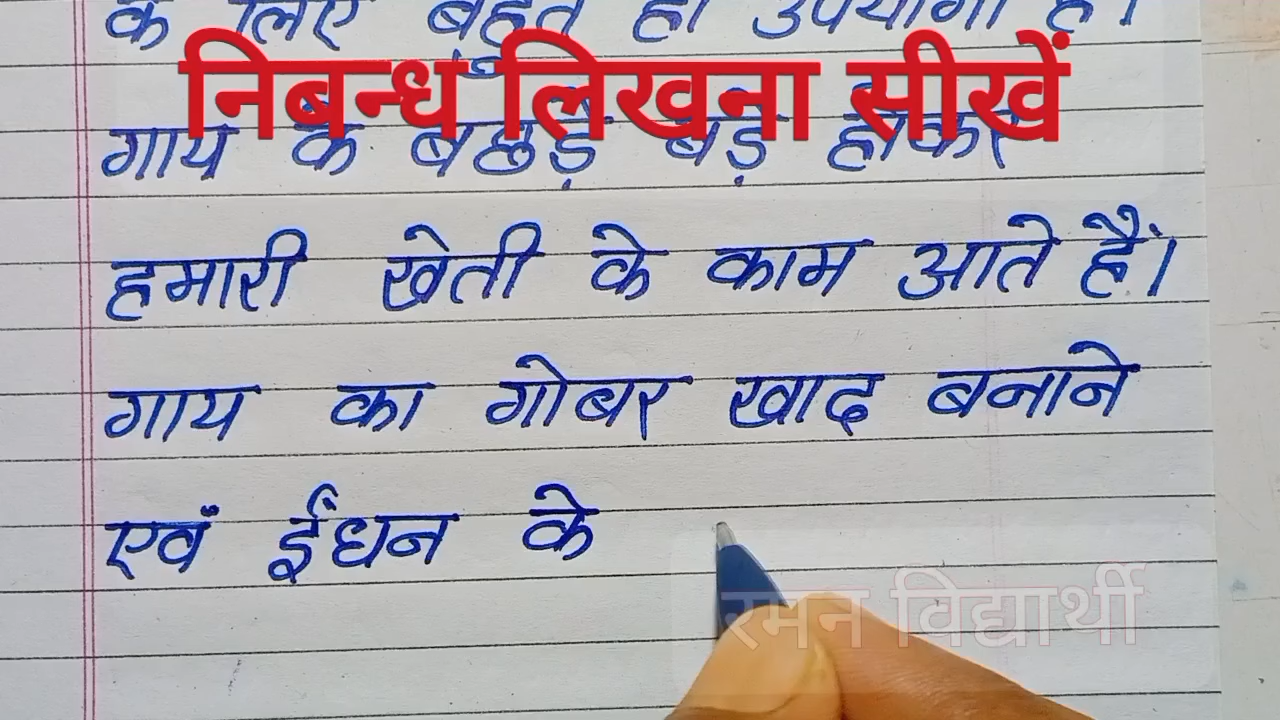 के लिए बहुत ही उपयोगी है।
निबन्ध लिखना सीखें
गाय के बछड़े बड़े होकर
हमारी खेती के काम आते हैं।
गाय का गोबर खाद बनाने
एवं ईंधन के
रमन विद्यार्थी